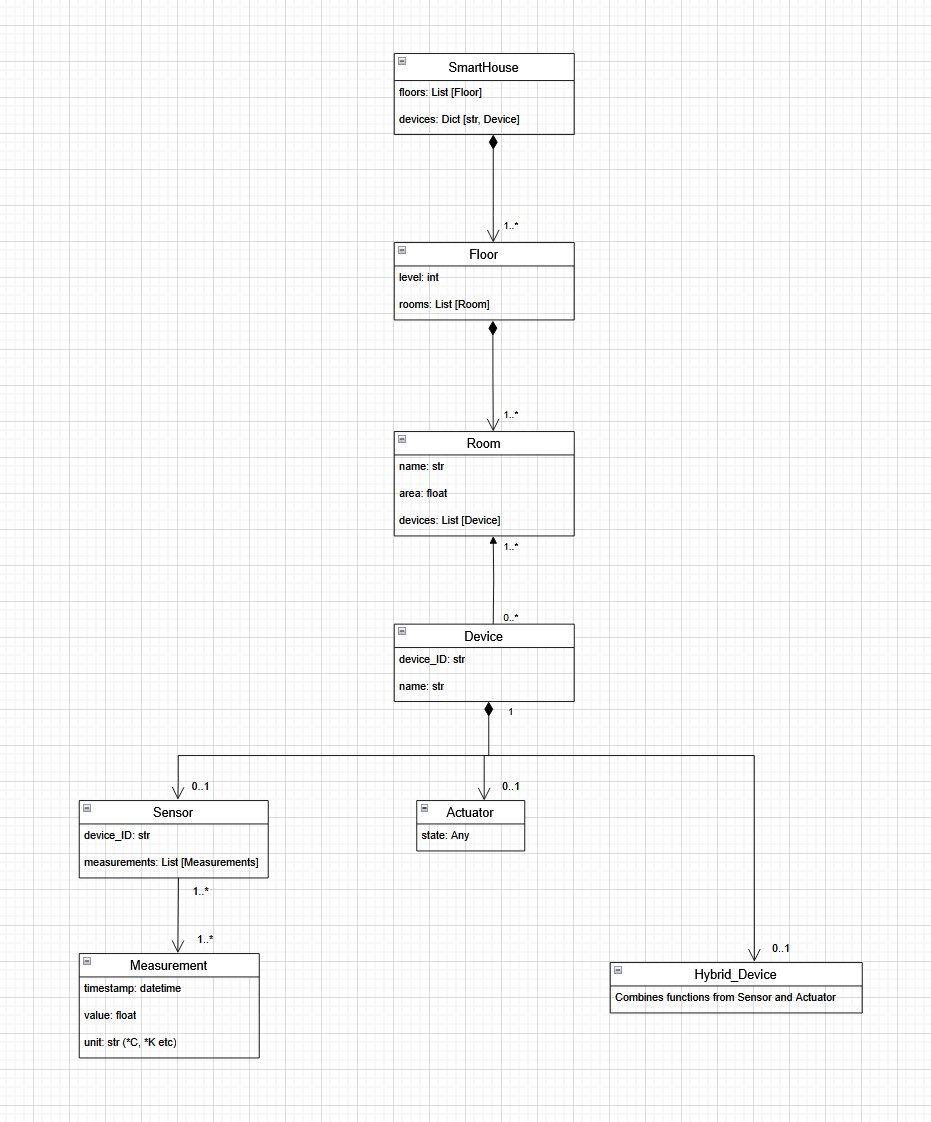 SmartHouse
floors: List [Floor]
devices: Dict [str, Device]
1..*
Floor
level: int
rooms: List [Room]
1..*
Room
name: str
area: float
devices: List [Device]
1..*
0..*
Device
device_ID: str
name: str
1
0..1
0..1
Sensor
device_ID: str
measurements: List [Measurements]
Actuator
state: Any
1..*
1..*
0..1
Measurement
timestamp: datetime
value: float
unit: str (*C, *K etc)
Hybrid_Device
Combines functions from Sensor and Actuator